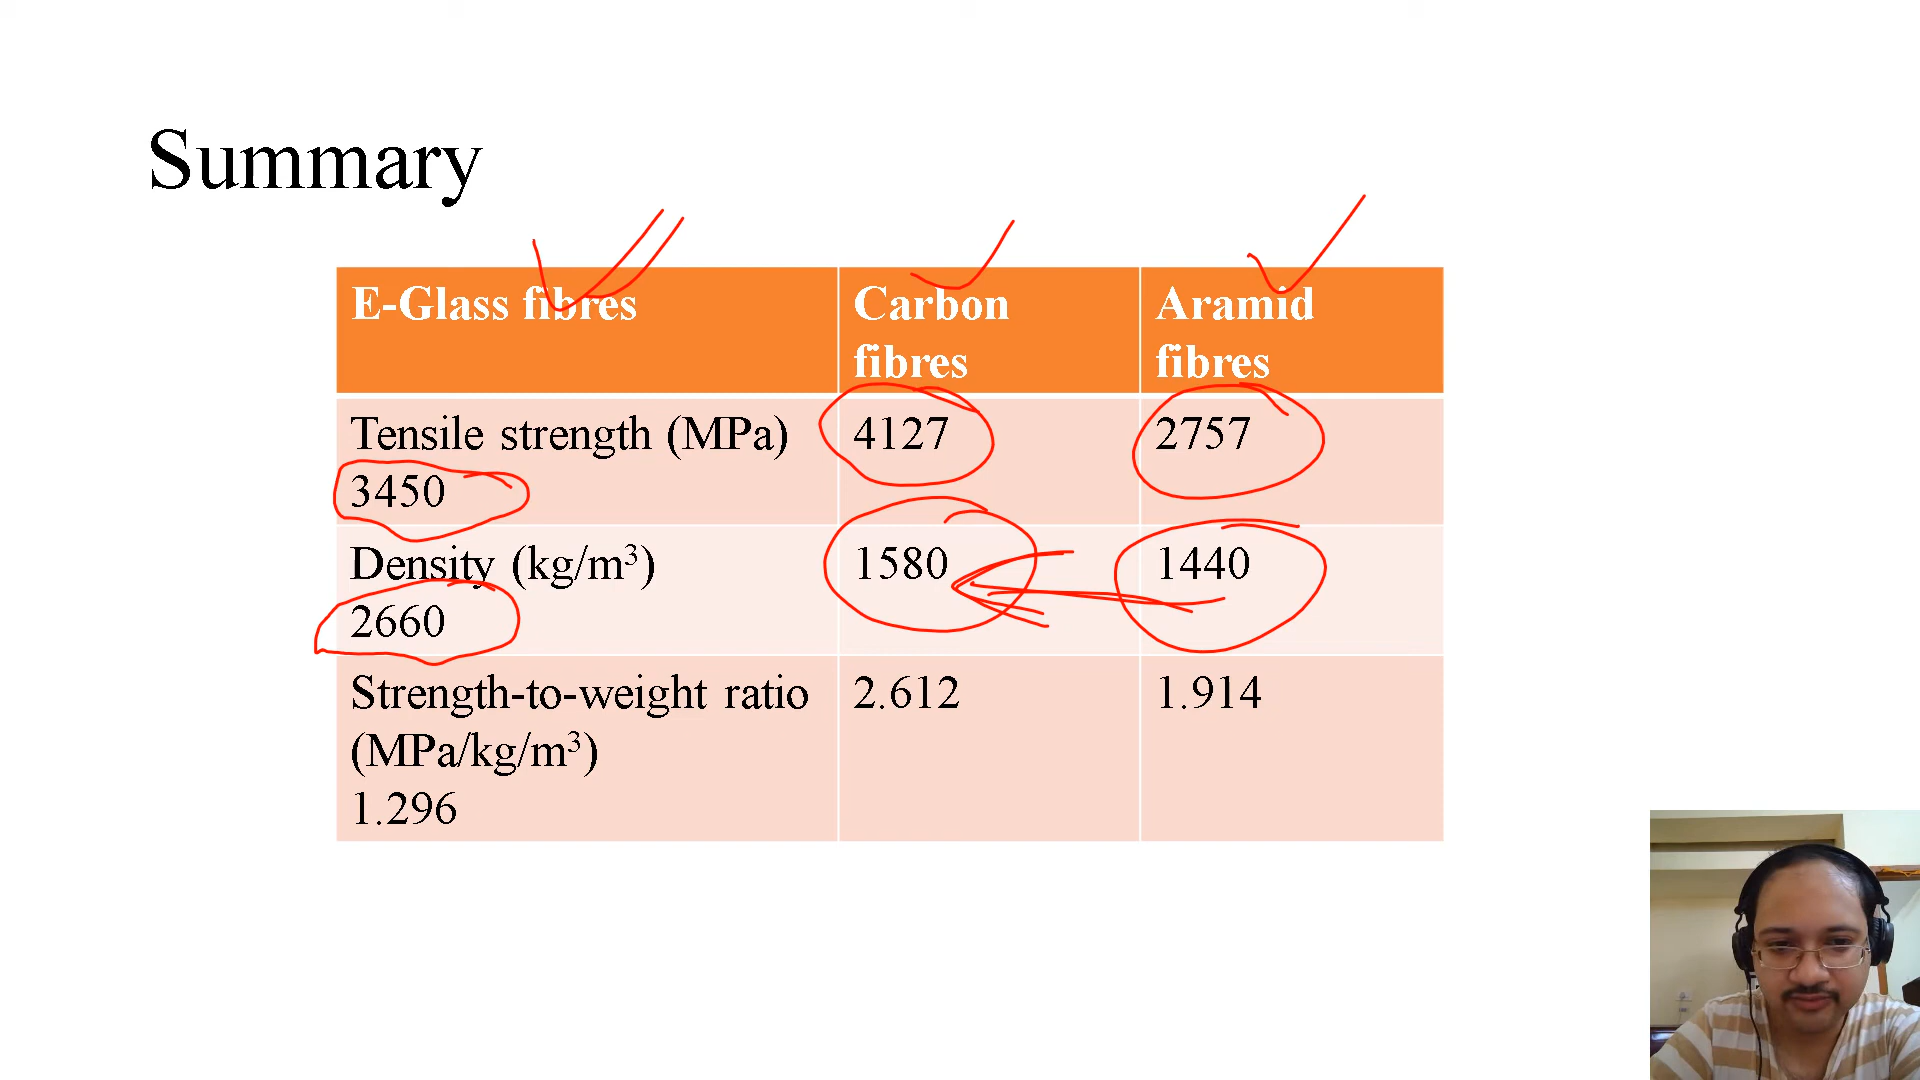 Summary
E-Glass fibres
Carbon
fibres
Aramid
fibres
Tensile strength (MPa)
3450
4127
2757
Density (kg/m³)
2660
1580
1440
Strength-to-weight ratio
(MPa/kg/m³)
1.296
2.612
1.914